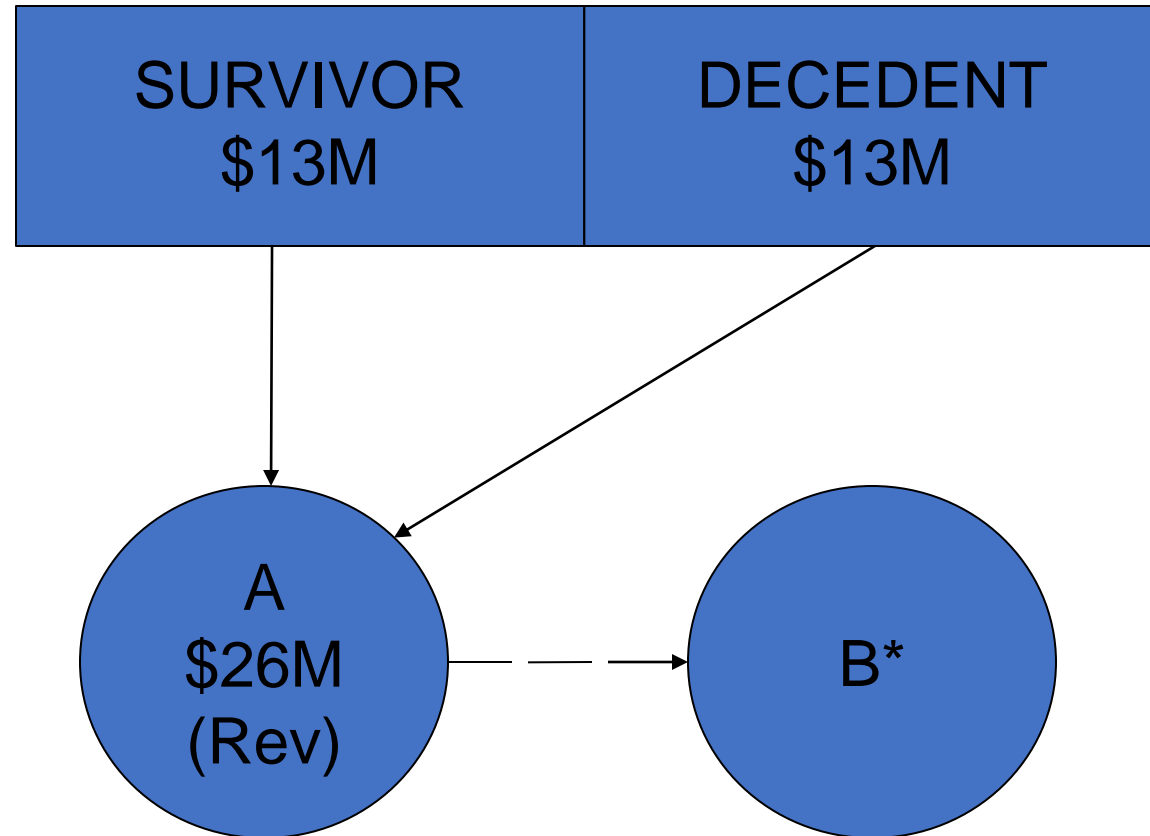 SURVIVOR
$13M
DECEDENT
$13M
A
$26M
(Rev)
B*